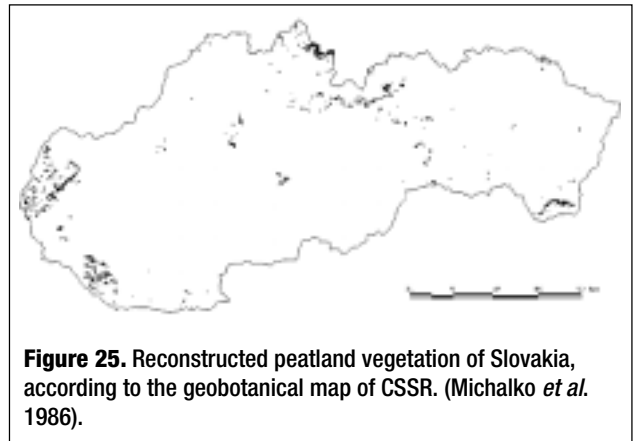 Figure 25. Reconstructed peatland vegetation of Slovakia,
according to the geobotanical map of CSSR. (Michalko et al.
1986).